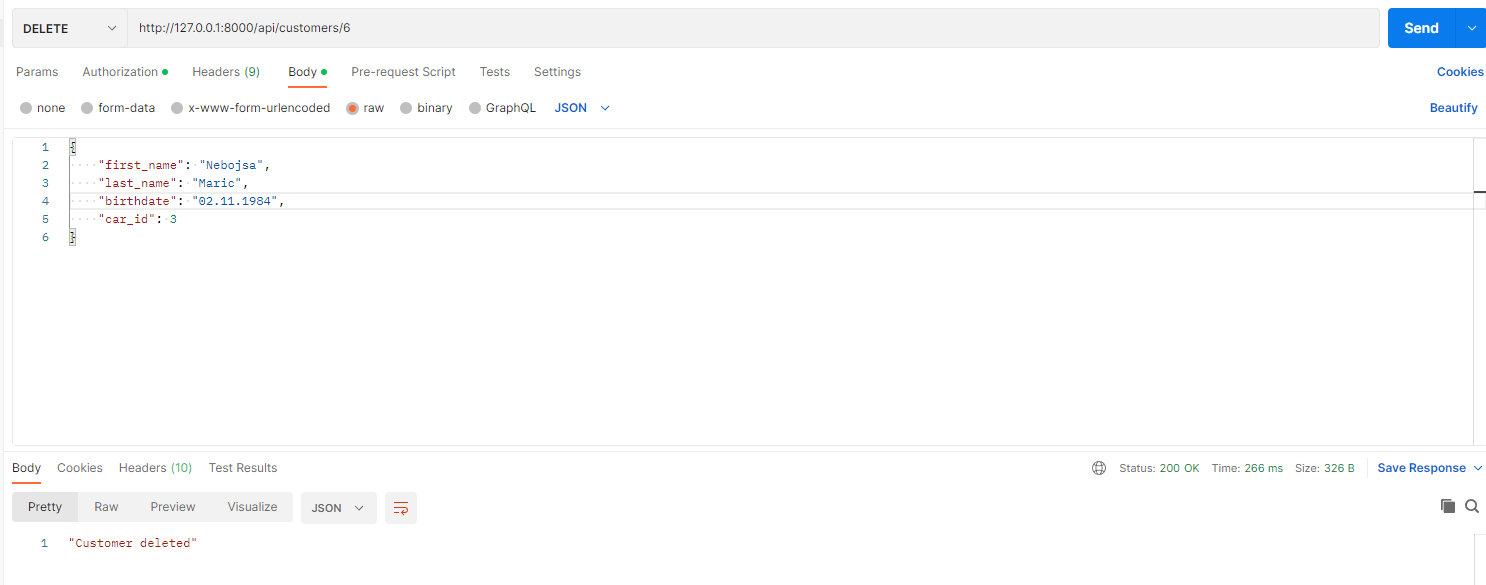 DELETE http://127.0.0.1:8000/api/customers/6 Send
Params Authorization Headers (9) Body Pre-request Script Tests Settings Cookies
none form-data x-www-form-urlencoded raw binary GraphQL JSON Beautify
1 {
2 "first_name": "Nebojsa",
3 "last_name": "Maric",
4 "birthdate": "02.11.1984",
5 "car_id": 3
6 }
Body Cookies Headers (10) Test Results Status: 200 OK Time: 266 ms Size: 326 B Save Response
Pretty Raw Preview Visualize JSON
1 "Customer deleted"